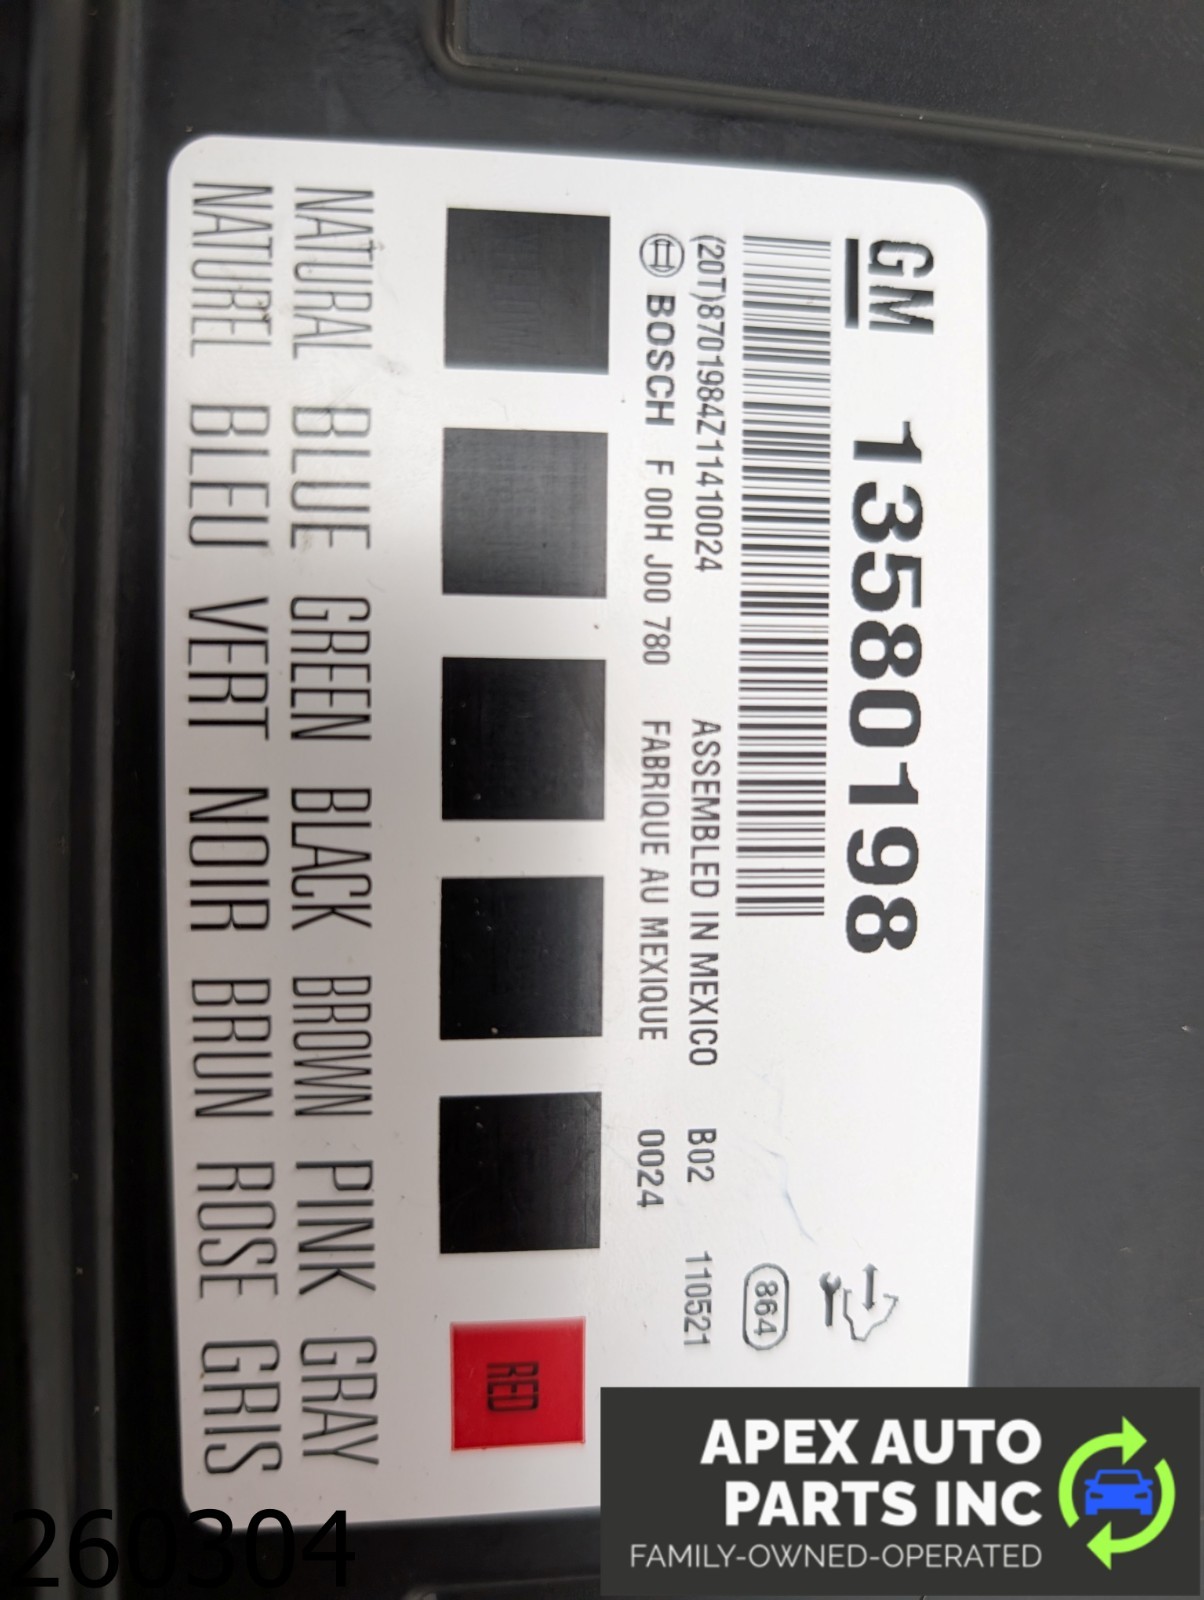 GM 13580198
864
(20T)8701984Z11410024 ASSEMBLED IN MEXICO B02 110521
BOSCH F 00H J00 780 FABRIQUE AU MEXIQUE 0024
RED
NATURAL BLUE GREEN BLACK BROWN PINK GRAY
NATUREL BLEU VERT NOIR BRUN ROSE GRIS
260304
APEX AUTO
PARTS INC
FAMILY-OWNED-OPERATED